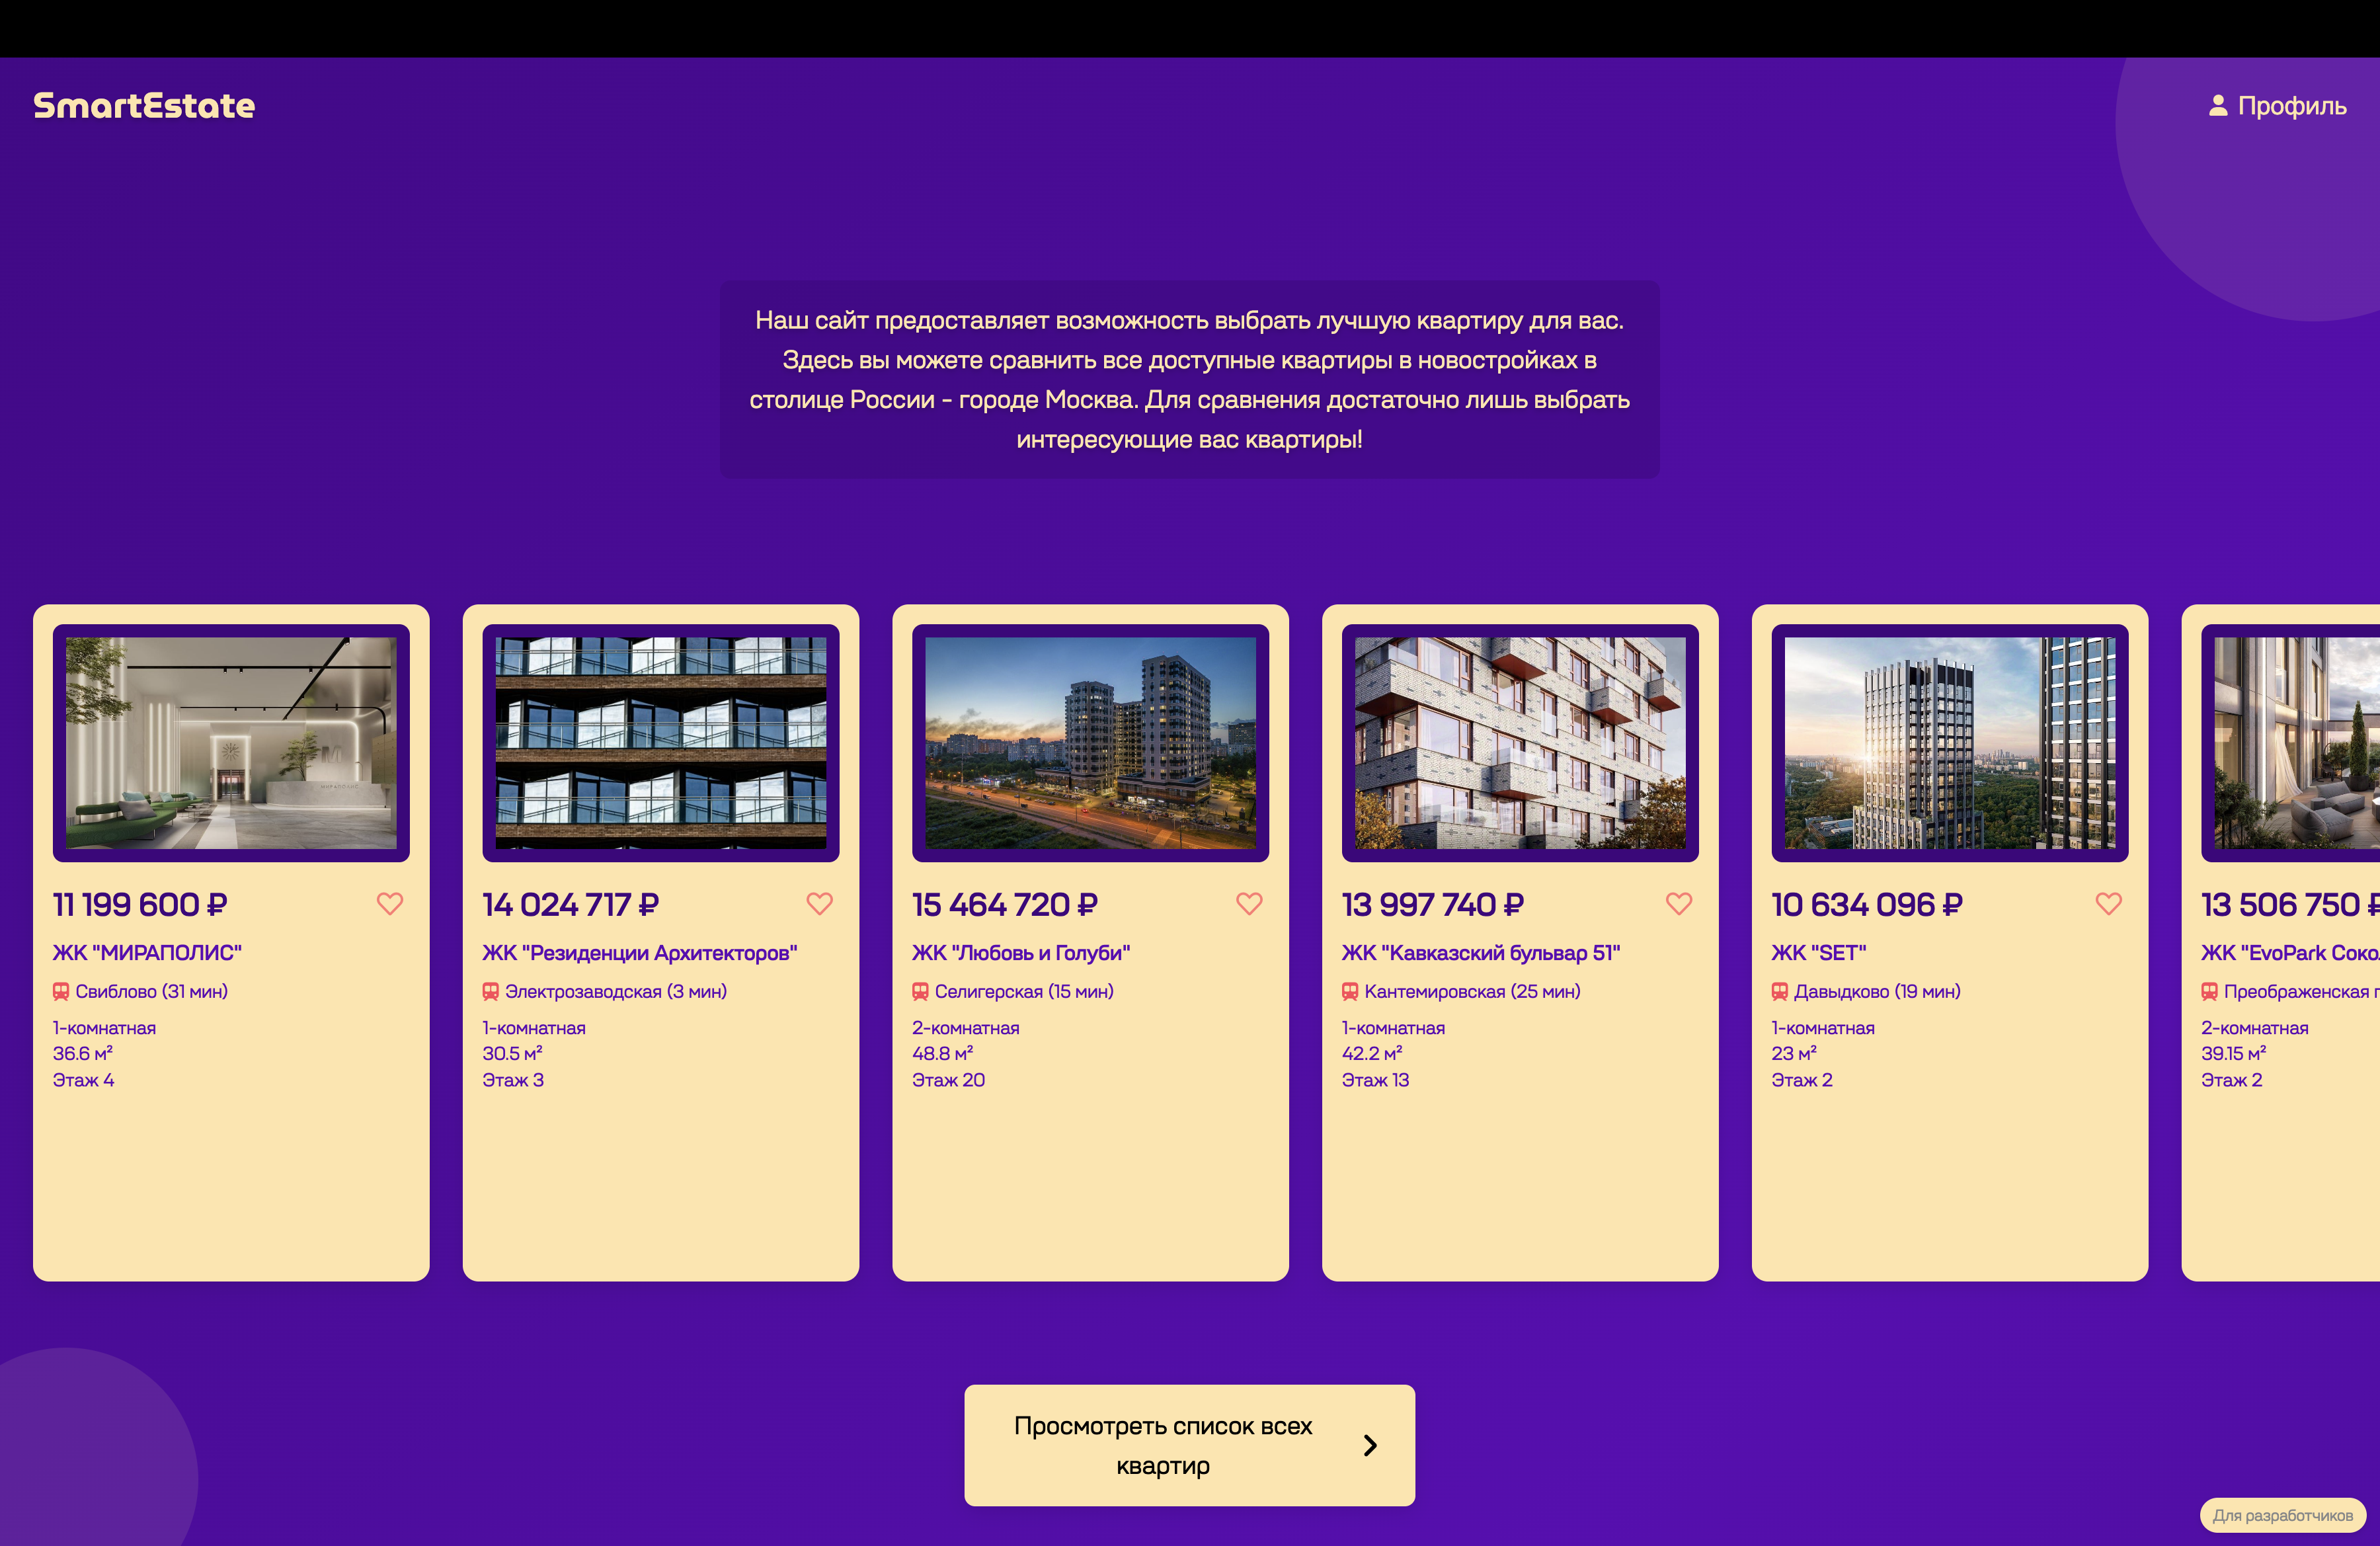 SmartEstate
Профиль
Наш сайт предоставляет возможность выбрать лучшую квартиру для вас.
Здесь вы можете сравнить все доступные квартиры в новостройках в
столице России - городе Москва. Для сравнения достаточно лишь выбрать
интересующие вас квартиры!
11 199 600 ₽
ЖК "МИРАПОЛИС"
Свиблово (31 мин)
1-комнатная
36.6 м²
Этаж 4
14 024 717 ₽
ЖК "Резиденции Архитекторов"
Электрозаводская (3 мин)
1-комнатная
30.5 м²
Этаж 3
15 464 720 ₽
ЖК "Любовь и Голуби"
Селигерская (15 мин)
2-комнатная
48.8 м²
Этаж 20
13 997 740 ₽
ЖК "Кавказский бульвар 51"
Кантемировская (25 мин)
1-комнатная
42.2 м²
Этаж 13
10 634 096 ₽
ЖК "SET"
Давыдково (19 мин)
1-комнатная
23 м²
Этаж 2
13 506 750 ₽
ЖК "EvoPark
Преображенская
2-комнатная
39.15 м²
Этаж 2
Просмотреть список всех
квартир
Для разработчиков